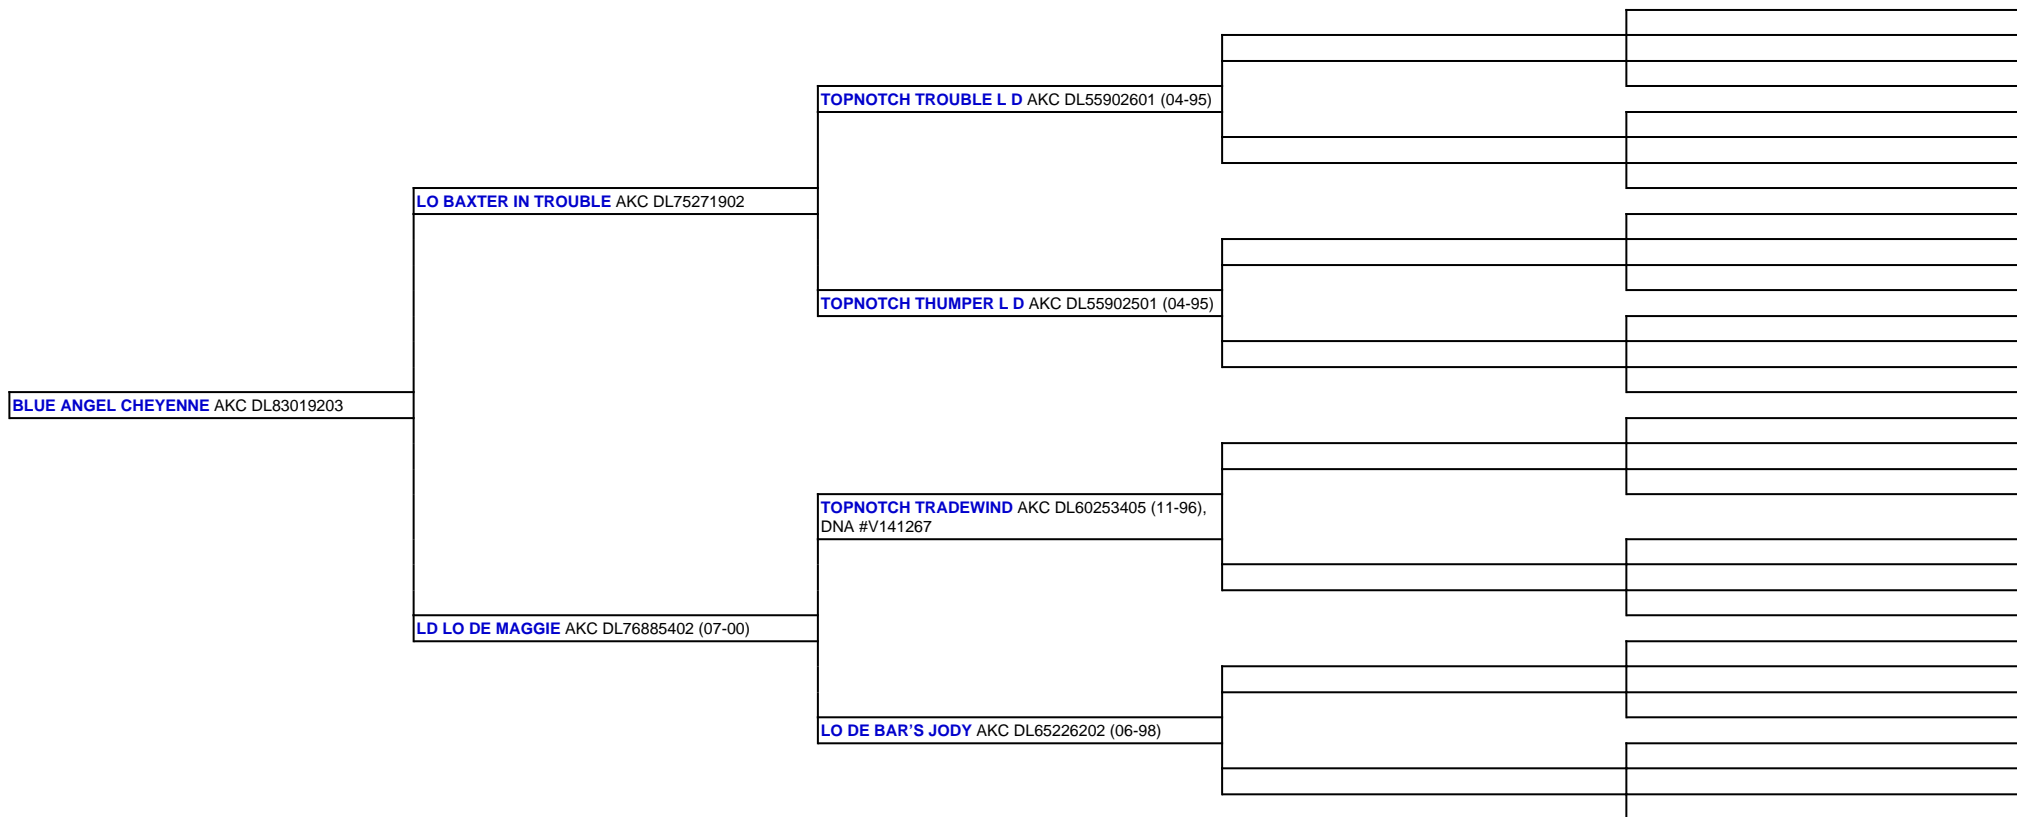 TOPNOTCH TROUBLE L D AKC DL55902601 (04-95)
LO BAXTER IN TROUBLE AKC DL75271902
TOPNOTCH THUMPER L D AKC DL55902501 (04-95)
BLUE ANGEL CHEYENNE AKC DL83019203
TOPNOTCH TRADEWIND AKC DL60253405 (11-96),
DNA #V141267
LD LO DE MAGGIE AKC DL76885402 (07-00)
LO DE BAR’S JODY AKC DL65226202 (06-98)